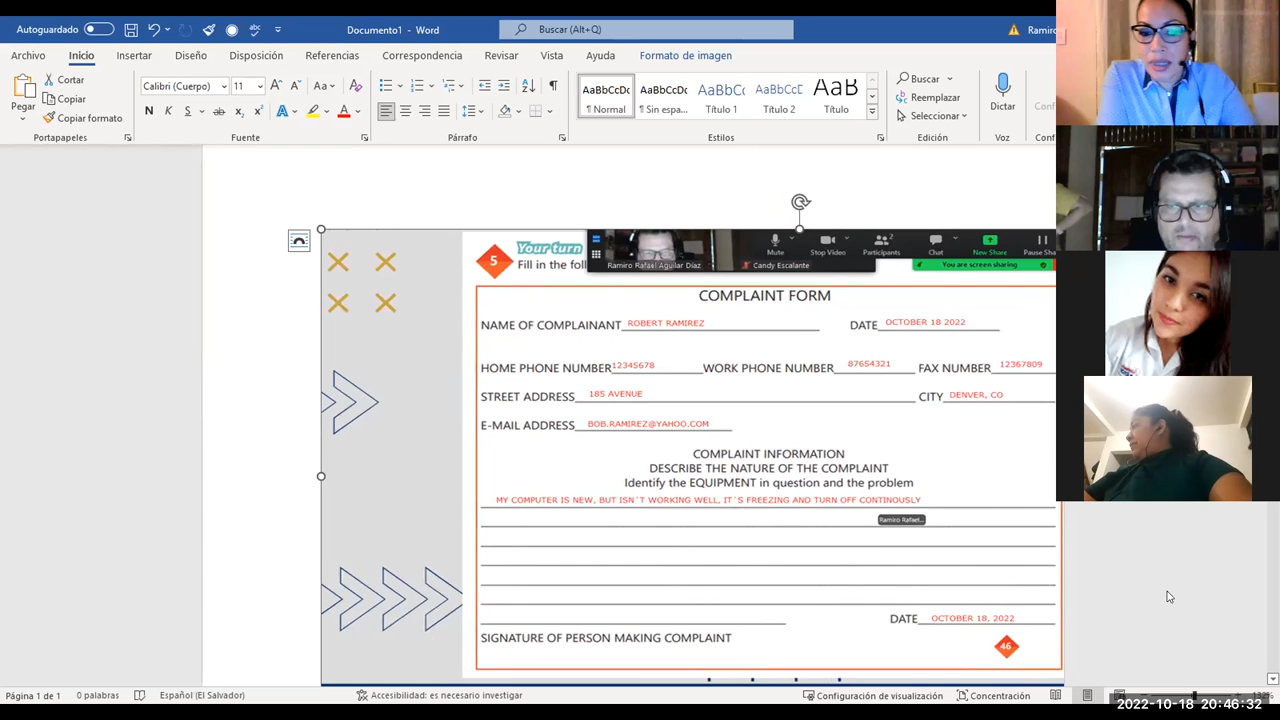 Autoguardado
Documento1 - Word
Buscar (Alt+Q)
Ramiro
Archivo Inicio Insertar Diseño Disposición Referencias Correspondencia Revisar Vista Ayuda Formato de imagen
Pegar
Cortar
Copiar
Copiar formato
Portapapeles
Calibri (Cuerpo) 11
N K S
Fuente
Párrafo
AaBbCcDc AaBbCcDc AaBbCc AaBbCcE AaB
¶ Normal ¶ Sin espa... Título 1 Título 2 Título
Estilos
Buscar
Reemplazar
Seleccionar
Edición
Dictar
Voz
5
Your turn
Fill in the foll
Ramiro Rafael Aguilar Díaz
Candy Escalante
Mute Stop Video Participants 2 Chat New Share Pause Sha
You are screen sharing
COMPLAINT FORM
NAME OF COMPLAINANT ROBERT RAMIREZ DATE OCTOBER 18 2022
HOME PHONE NUMBER 12345678 WORK PHONE NUMBER 87654321 FAX NUMBER 12367809
STREET ADDRESS 185 AVENUE CITY DENVER, CO
E-MAIL ADDRESS BOB.RAMIREZ@YAHOO.COM
COMPLAINT INFORMATION
DESCRIBE THE NATURE OF THE COMPLAINT
Identify the EQUIPMENT in question and the problem
MY COMPUTER IS NEW, BUT ISN´T WORKING WELL, IT´S FREEZING AND TURN OFF CONTINOUSLY
Ramiro Rafael...
DATE OCTOBER 18, 2022
SIGNATURE OF PERSON MAKING COMPLAINT
46
Página 1 de 1 0 palabras Español (El Salvador) Accesibilidad: es necesario investigar Configuración de visualización Concentración
2022-10-18 20:46:32